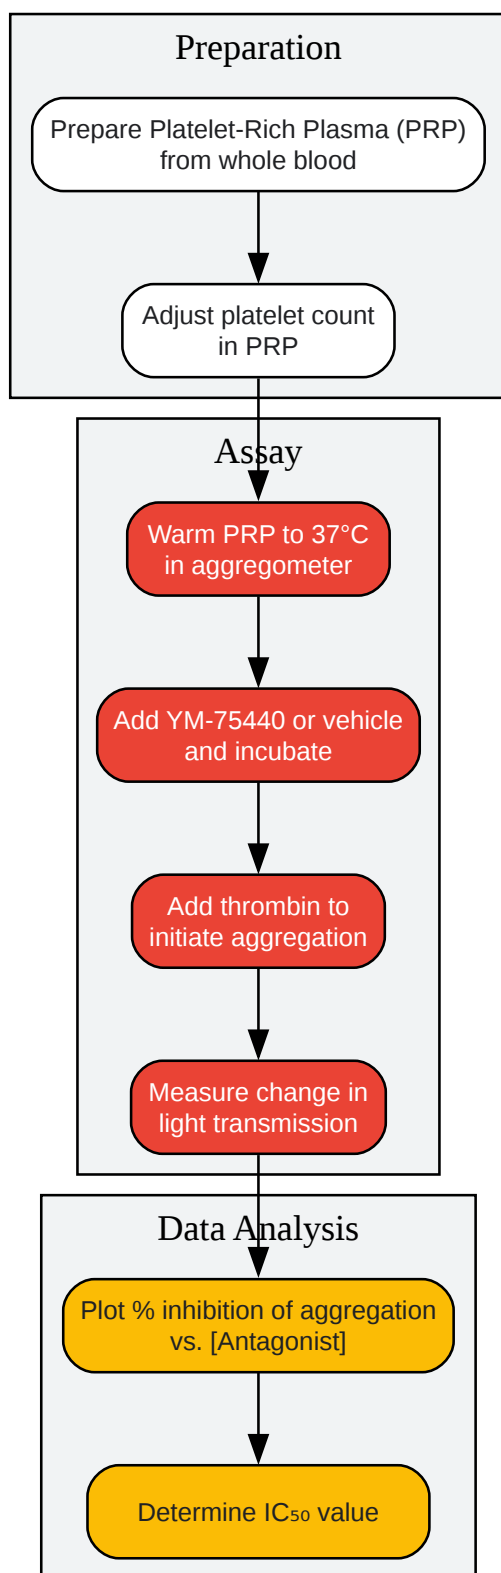 Preparation
Prepare Platelet-Rich Plasma (PRP)
from whole blood
Adjust platelet count
in PRP
Assay
Warm PRP to 37°C
in aggregometer
Add YM-75440 or vehicle
and incubate
Add thrombin to
initiate aggregation
Measure change in
light transmission
Data Analysis
Plot % inhibition of aggregation
vs. [Antagonist]
Determine IC₅₀ value